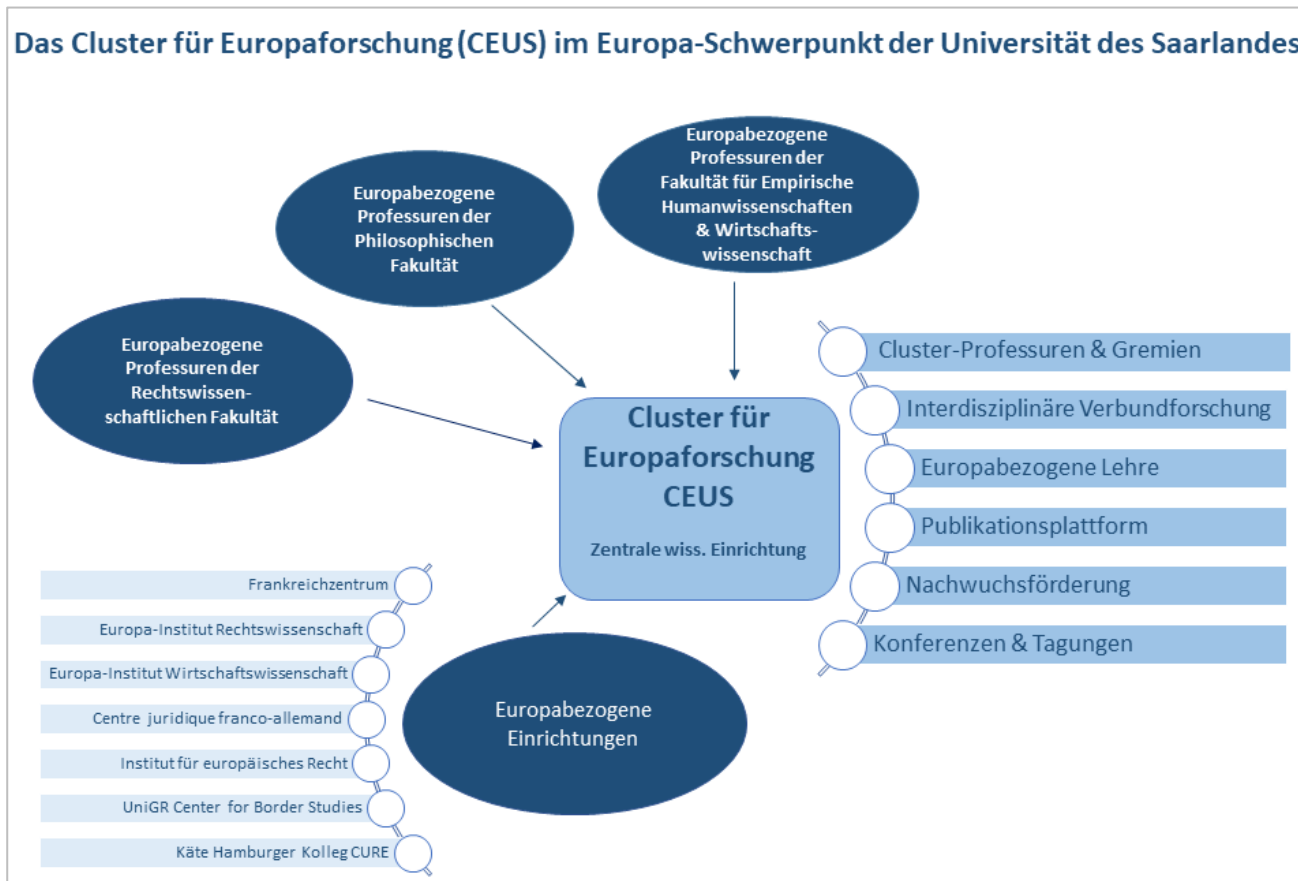 Das Cluster für Europaforschung (CEUS) im Europa-Schwerpunkt der Universität des Saarlandes
Europabezogene
Professuren der
Fakultät für Empirische
Humanwissenschaften
& Wirtschafts-
wissenschaft
Europabezogene
Professuren der
Philosophischen
Fakultät
Europabezogene
Professuren der
Rechtswissen-
schaftlichen Fakultät
Cluster für
Europaforschung
CEUS
Zentrale wiss. Einrichtung
Cluster-Professuren & Gremien
Interdisziplinäre Verbundforschung
Europabezogene Lehre
Publikationsplattform
Nachwuchsförderung
Konferenzen & Tagungen
Frankreichzentrum
Europa-Institut Rechtswissenschaft
Europa-Institut Wirtschaftswissenschaft
Centre juridique franco-allemand
Institut für europäisches Recht
UniGR Center for Border Studies
Käte Hamburger Kolleg CURE
Europabezogene
Einrichtungen